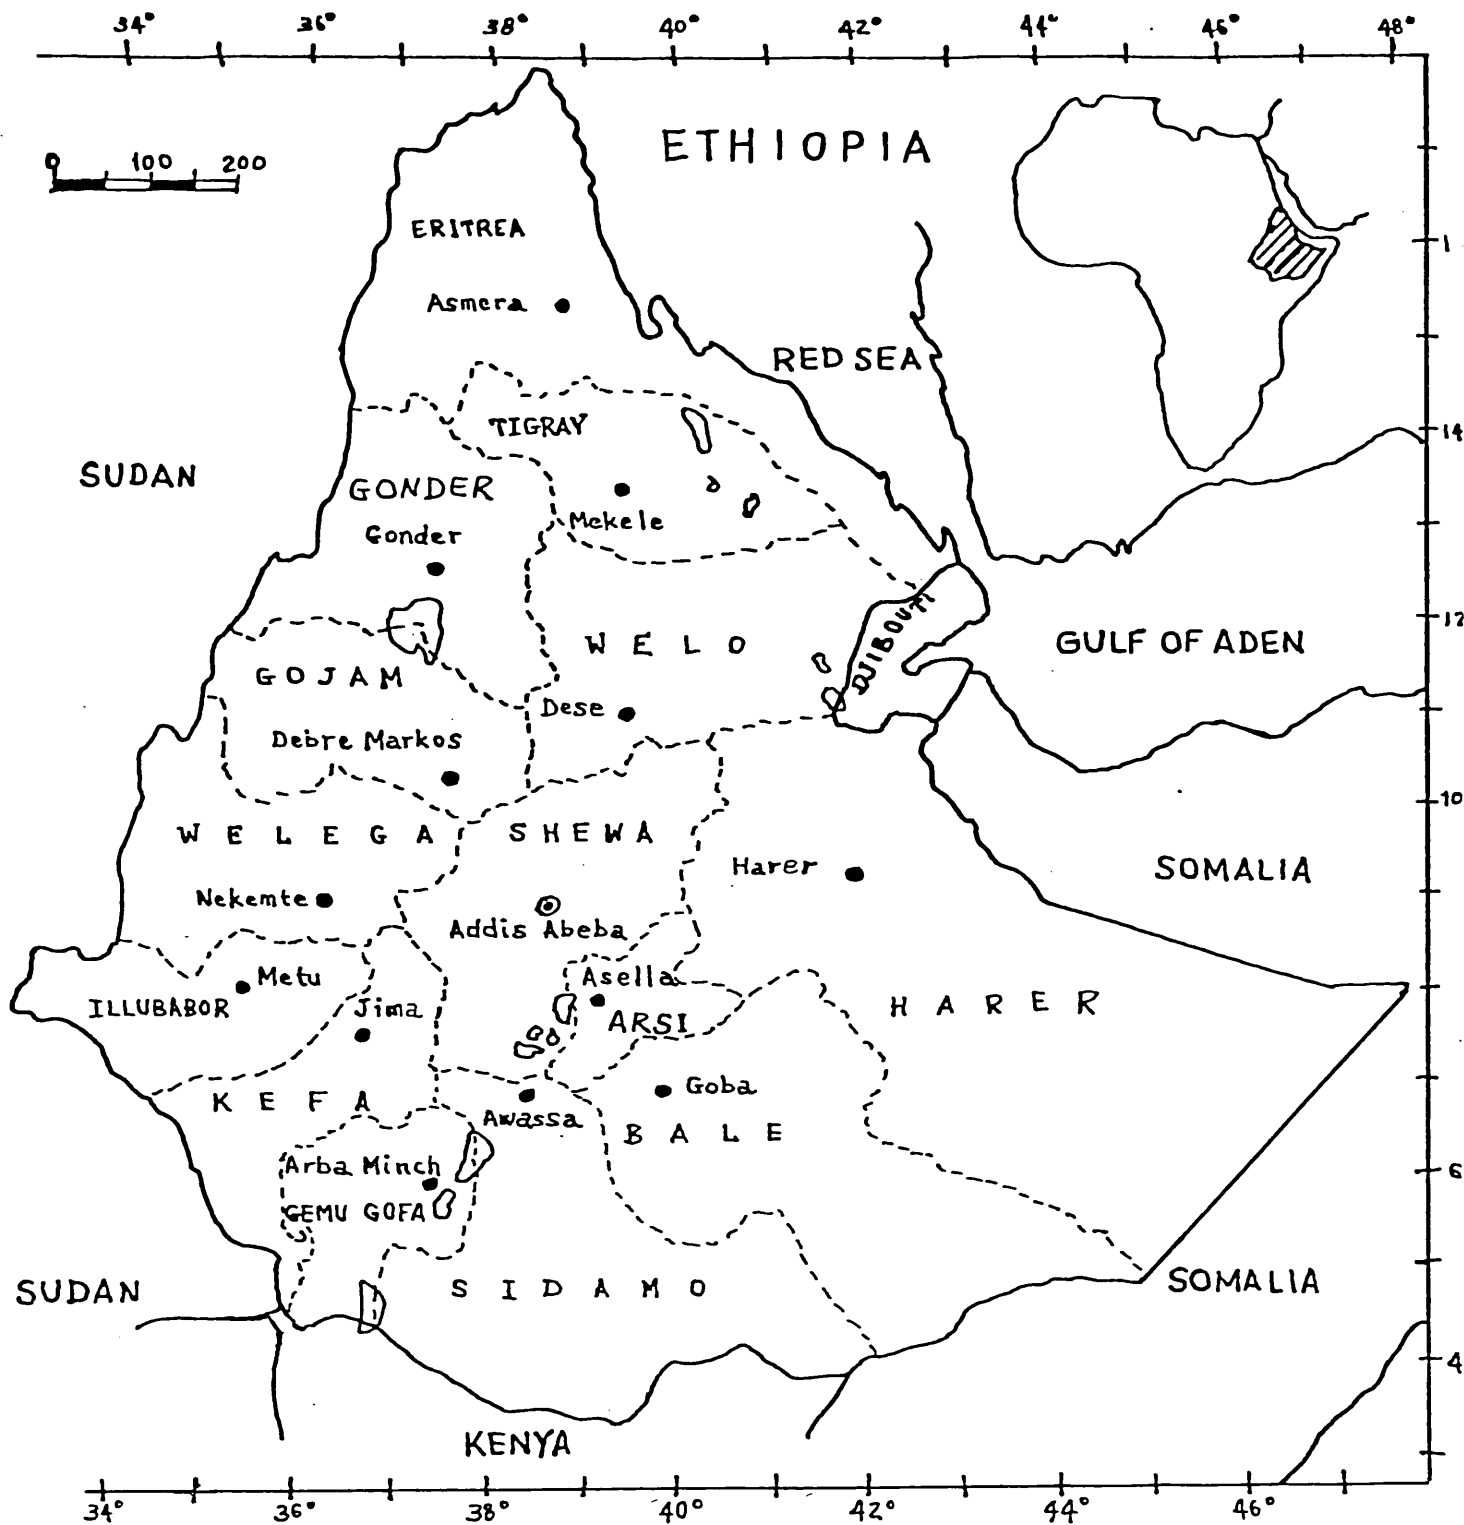 34° 36° 38° 40° 42° 44° 46° 48°
ETHIOPIA
0 100 200
ERITREA
1
Asmera
RED SEA
TIGRAY
14
SUDAN
GONDER
Mekele
Gonder
12
WELO
DJIBOUTI
GULF OF ADEN
GOJAM
Dese
Debre Markos
10
WELEGA
SHEWA
Harer
SOMALIA
Nekemte
Addis Abeba
Metu
Asella
ILLUBABOR
Jima
ARSI
HARER
KEFA
Goba
Awassa
BALE
Arba Minch
6
GEMU GOFA
SUDAN
SIDAMO
SOMALIA
4
KENYA
34° 36° 38° 40° 42° 44° 46°